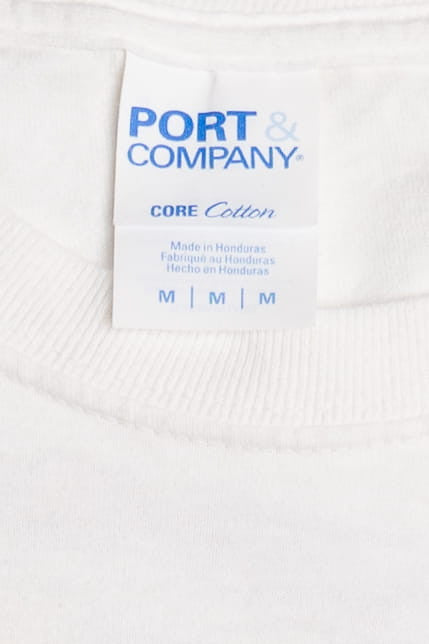 PORT &
COMPANY®
CORE Cotton
Made in Honduras
Fabriqué au Honduras
Hecho en Honduras
M | M | M